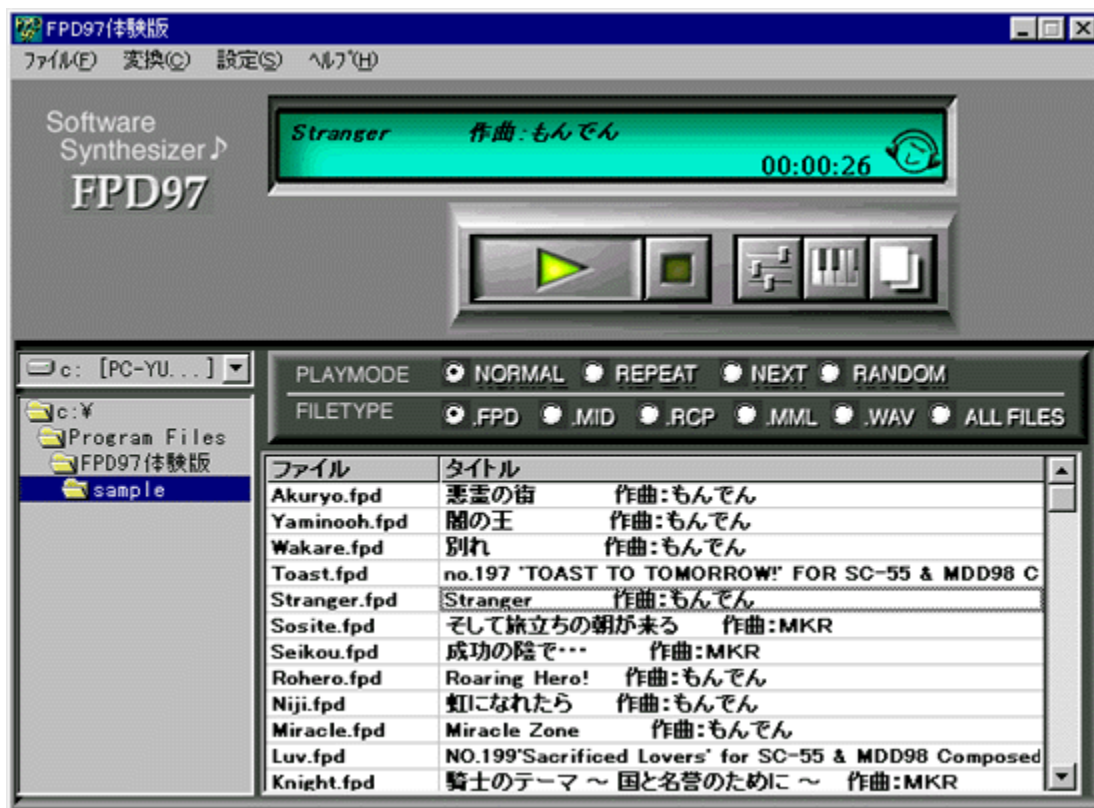 FPD97体験版
ファイル(F) 変換(C) 設定(S) ヘルプ(H)
Software
Synthesizer♪
FPD97
Stranger 作曲:もんでん
00:00:26
c: [PC-YU...]
c:¥
Program Files
FPD97体験版
sample
PLAYMODE NORMAL REPEAT NEXT RANDOM
FILETYPE .FPD .MID .RCP .MML .WAV ALL FILES
ファイル タイトル
Akuryo.fpd 悪霊の街 作曲:もんでん
Yaminooh.fpd 闇の王 作曲:もんでん
Wakare.fpd 別れ 作曲:もんでん
Toast.fpd no.197 'TOAST TO TOMORROW!' FOR SC-55 & MDD98 C
Stranger.fpd Stranger 作曲:もんでん
Sosite.fpd そして旅立ちの朝が来る 作曲:MKR
Seikou.fpd 成功の陰で… 作曲:MKR
Rohero.fpd Roaring Hero! 作曲:もんでん
Niji.fpd 虹になれたら 作曲:もんでん
Miracle.fpd Miracle Zone 作曲:もんでん
Luv.fpd NO.199'Sacrificed Lovers' for SC-55 & MDD98 Composed
Knight.fpd 騎士のテーマ ～ 国と名誉のために ～ 作曲:MKR